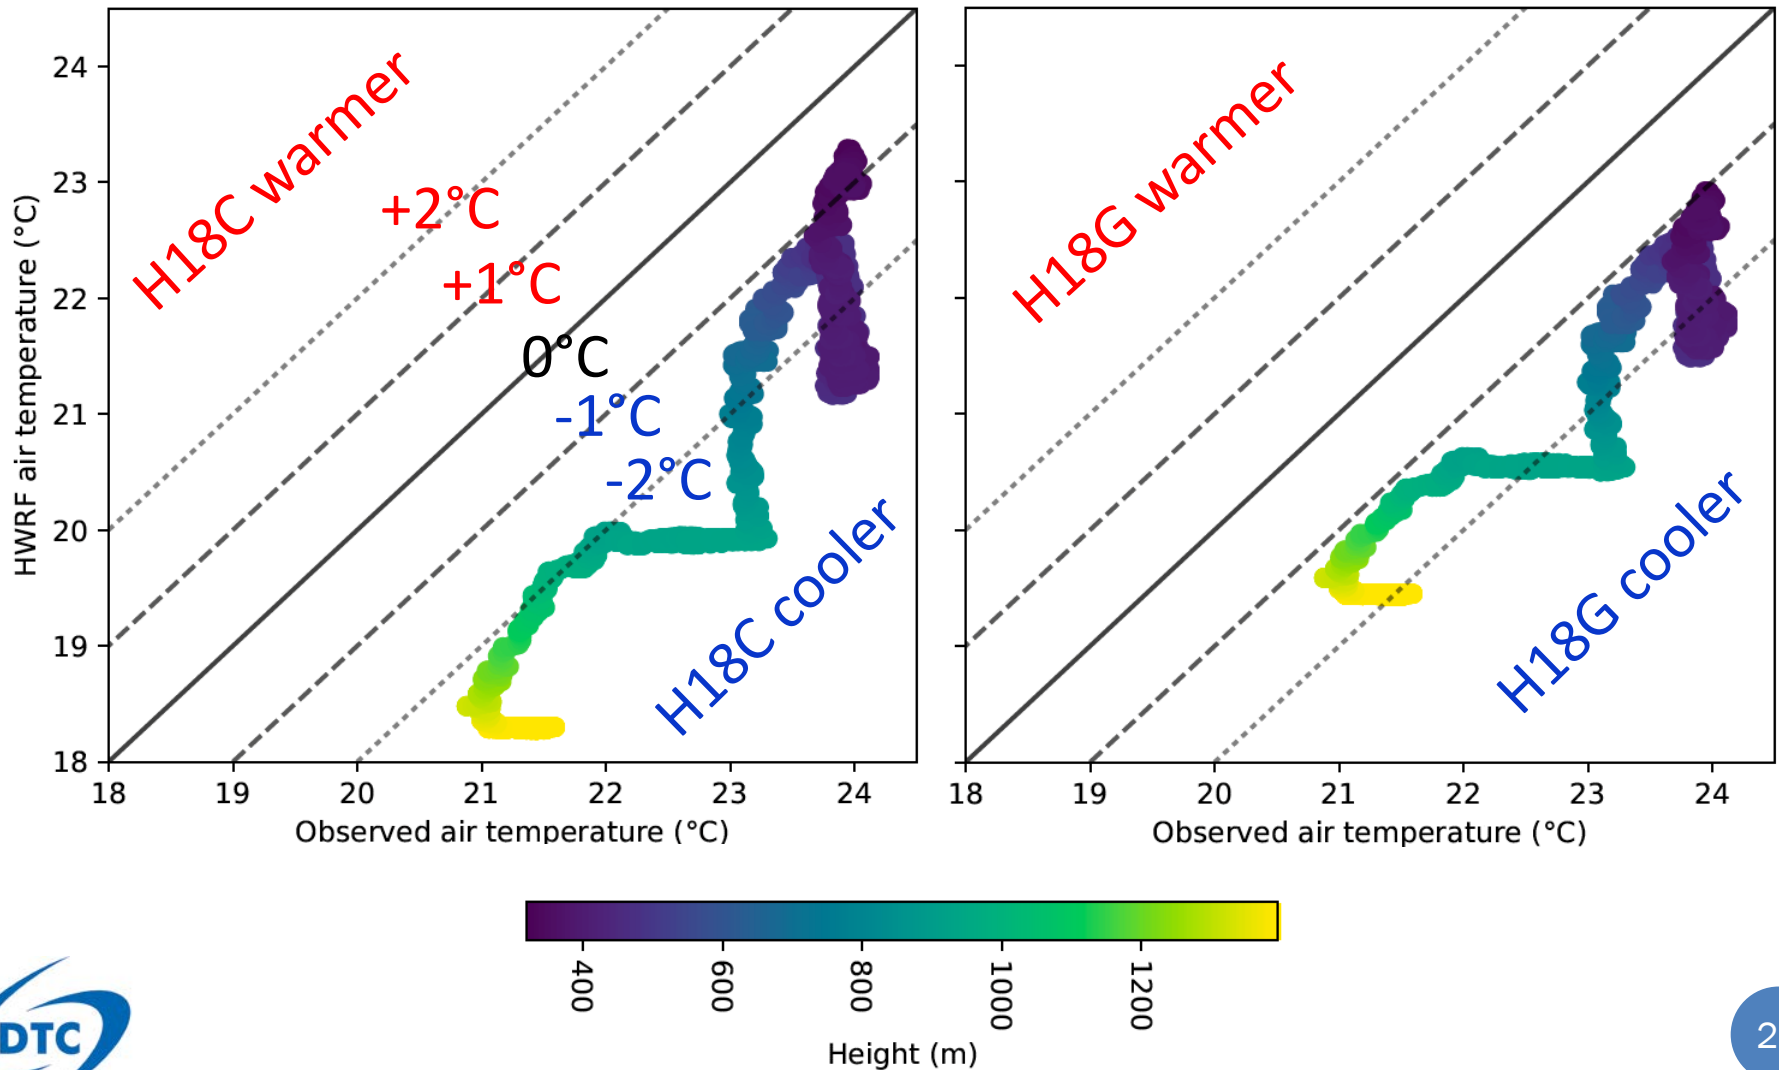 H18C warmer
+2°C
+1°C
0°C
-1°C
-2°C
H18C cooler
HWRF air temperature (°C)
24
23
22
21
20
19
18
18 19 20 21 22 23 24
Observed air temperature (°C)
H18G warmer
H18G cooler
18 19 20 21 22 23 24
Observed air temperature (°C)
400 600 800 1000 1200
Height (m)
DTC
2